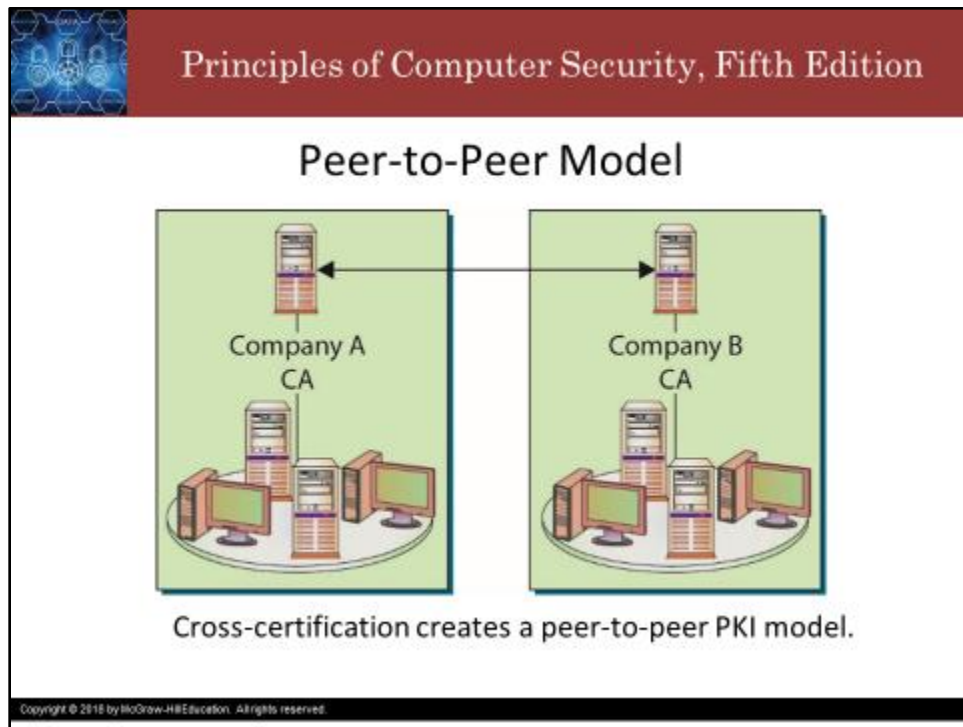 Principles of Computer Security, Fifth Edition
Peer-to-Peer Model
Company A
CA
Company B
CA
Cross-certification creates a peer-to-peer PKI model.
Copyright © 2018 by McGraw-Hill Education. All rights reserved.